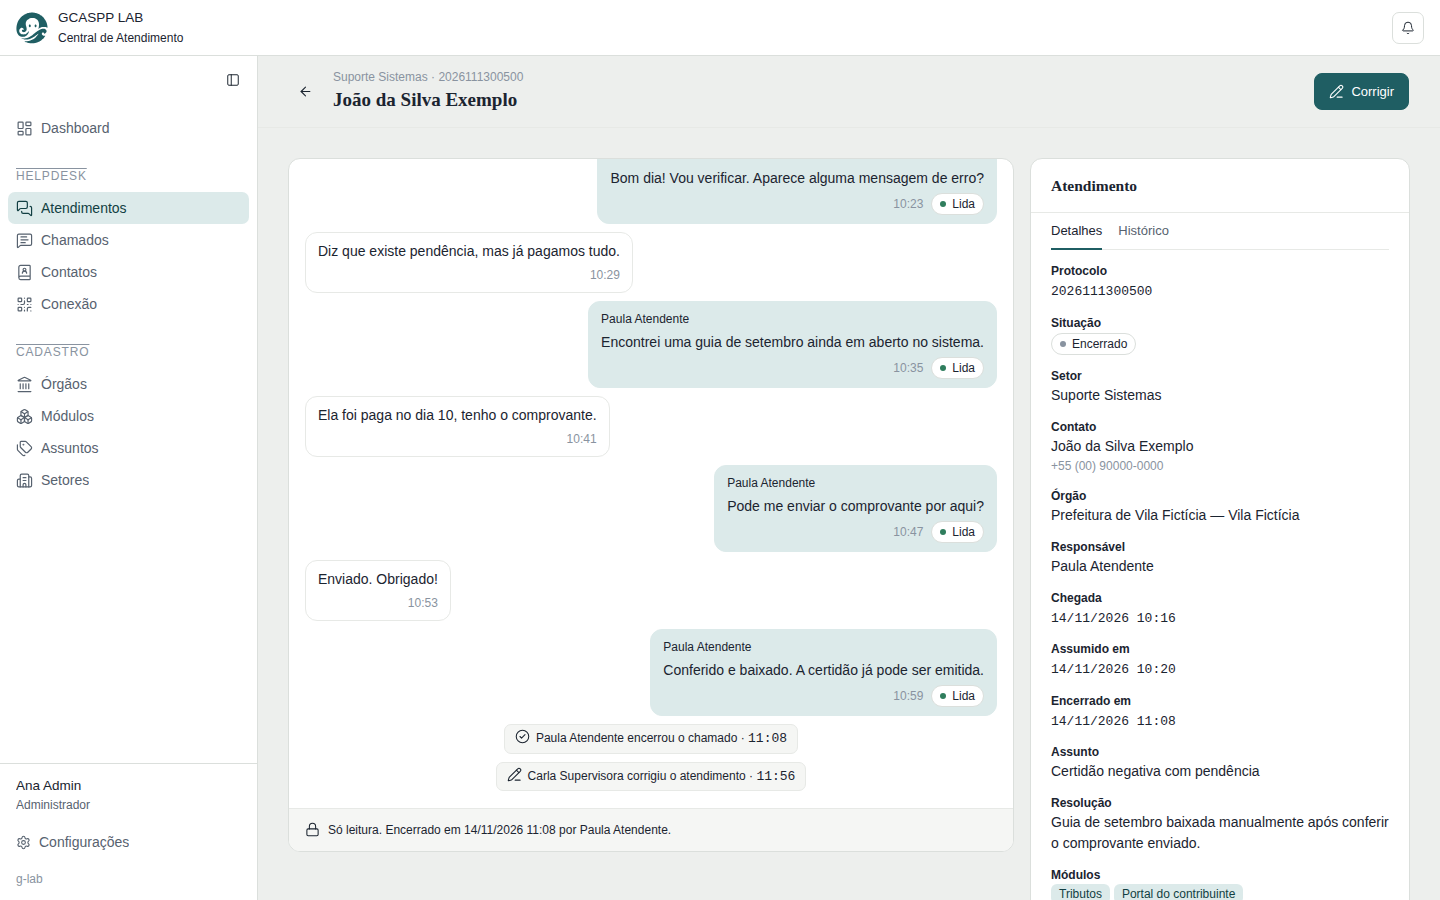 GCASPP LAB
Central de Atendimento
Dashboard
HELPDESK
Atendimentos
Chamados
Contatos
Conexão
CADASTRO
Órgãos
Módulos
Assuntos
Setores
Ana Admin
Administrador
Configurações
g-lab
Suporte Sistemas · 2026111300500
João da Silva Exemplo
Corrigir
Bom dia! Vou verificar. Aparece alguma mensagem de erro?
10:23 Lida
Diz que existe pendência, mas já pagamos tudo.
10:29
Paula Atendente
Encontrei uma guia de setembro ainda em aberto no sistema.
10:35 Lida
Ela foi paga no dia 10, tenho o comprovante.
10:41
Paula Atendente
Pode me enviar o comprovante por aqui?
10:47 Lida
Enviado. Obrigado!
10:53
Paula Atendente
Conferido e baixado. A certidão já pode ser emitida.
10:59 Lida
Paula Atendente encerrou o chamado · 11:08
Carla Supervisora corrigiu o atendimento · 11:56
Só leitura. Encerrado em 14/11/2026 11:08 por Paula Atendente.
Atendimento
Detalhes Histórico
Protocolo
2026111300500
Situação
Encerrado
Setor
Suporte Sistemas
Contato
João da Silva Exemplo
+55 (00) 90000-0000
Órgão
Prefeitura de Vila Fictícia — Vila Fictícia
Responsável
Paula Atendente
Chegada
14/11/2026 10:16
Assumido em
14/11/2026 10:20
Encerrado em
14/11/2026 11:08
Assunto
Certidão negativa com pendência
Resolução
Guia de setembro baixada manualmente após conferir
o comprovante enviado.
Módulos
Tributos Portal do contribuinte